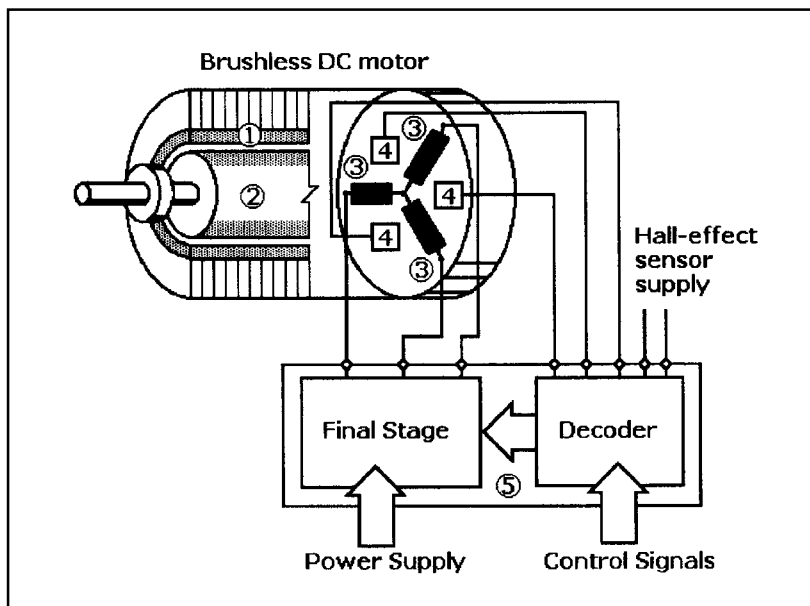 Brushless DC motor
①
③
4
③
②
4
4
③
Hall-effect
sensor
supply
Final Stage
Decoder
⑤
Power Supply
Control Signals